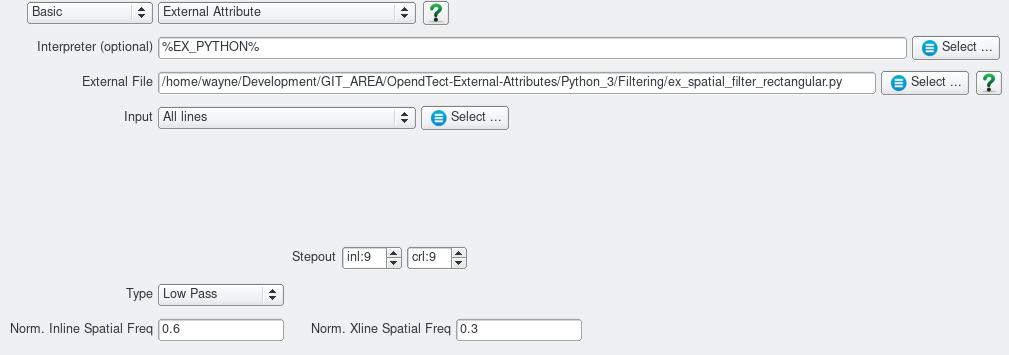 Basic External Attribute ?
Interpreter (optional) %EX_PYTHON% Select ...
External File /home/wayne/Development/GIT_AREA/OpendTect-External-Attributes/Python_3/Filtering/ex_spatial_filter_rectangular.py Select ... ?
Input All lines Select ...
Stepout inl:9 crl:9
Type Low Pass
Norm. Inline Spatial Freq 0.6 Norm. Xline Spatial Freq 0.3